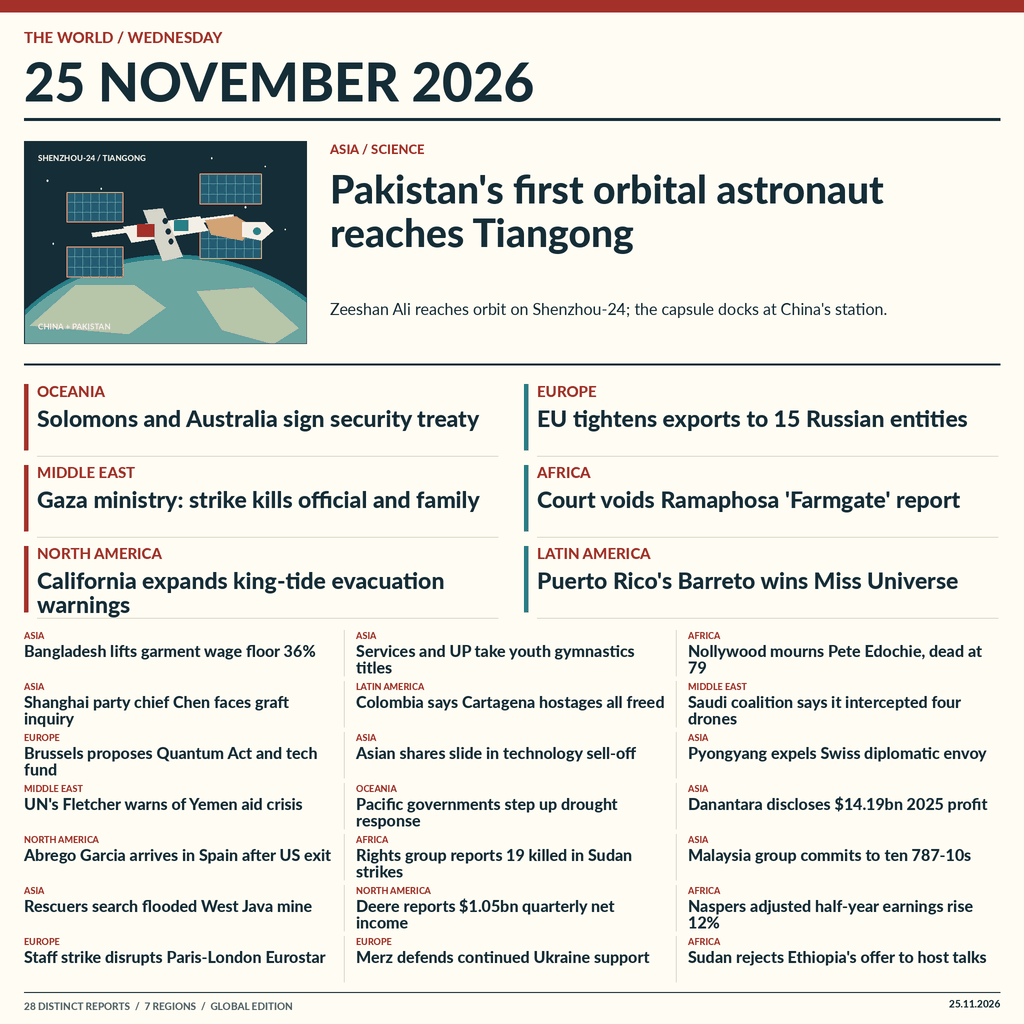 THE WORLD / WEDNESDAY
25 NOVEMBER 2026
SHENZHOU-24 / TIANGONG
CHINA + PAKISTAN
ASIA / SCIENCE
Pakistan's first orbital astronaut
reaches Tiangong
Zeeshan Ali reaches orbit on Shenzhou-24; the capsule docks at China's station.
OCEANIA
Solomons and Australia sign security treaty
EUROPE
EU tightens exports to 15 Russian entities
MIDDLE EAST
Gaza ministry: strike kills official and family
AFRICA
Court voids Ramaphosa 'Farmgate' report
NORTH AMERICA
California expands king-tide evacuation
warnings
LATIN AMERICA
Puerto Rico's Barreto wins Miss Universe
ASIA
Bangladesh lifts garment wage floor 36%
ASIA
Services and UP take youth gymnastics
titles
AFRICA
Nollywood mourns Pete Edochie, dead at
79
ASIA
Shanghai party chief Chen faces graft
inquiry
LATIN AMERICA
Colombia says Cartagena hostages all freed
MIDDLE EAST
Saudi coalition says it intercepted four
drones
EUROPE
Brussels proposes Quantum Act and tech
fund
ASIA
Asian shares slide in technology sell-off
ASIA
Pyongyang expels Swiss diplomatic envoy
MIDDLE EAST
UN's Fletcher warns of Yemen aid crisis
OCEANIA
Pacific governments step up drought
response
ASIA
Danantara discloses $14.19bn 2025 profit
NORTH AMERICA
Abrego Garcia arrives in Spain after US exit
AFRICA
Rights group reports 19 killed in Sudan
strikes
ASIA
Malaysia group commits to ten 787-10s
ASIA
Rescuers search flooded West Java mine
NORTH AMERICA
Deere reports $1.05bn quarterly net
income
AFRICA
Naspers adjusted half-year earnings rise
12%
EUROPE
Staff strike disrupts Paris-London Eurostar
EUROPE
Merz defends continued Ukraine support
AFRICA
Sudan rejects Ethiopia's offer to host talks
28 DISTINCT REPORTS / 7 REGIONS / GLOBAL EDITION
25.11.2026